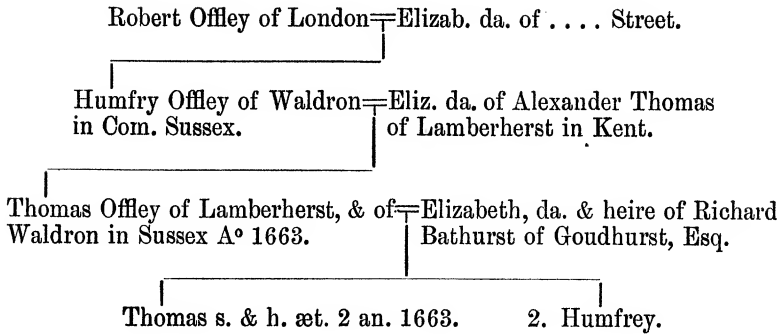 Robert Offley of London=Elizab. da. of .... Street.
Humfry Offley of Waldron=Eliz. da. of Alexander Thomas
in Com. Sussex. of Lamberherst in Kent.
Thomas Offley of Lamberherst, & of=Elizabeth, da. & heire of Richard
Waldron in Sussex Aº 1663. Bathurst of Goudhurst, Esq.
Thomas s. & h. æt. 2 an. 1663. 2. Humfrey.